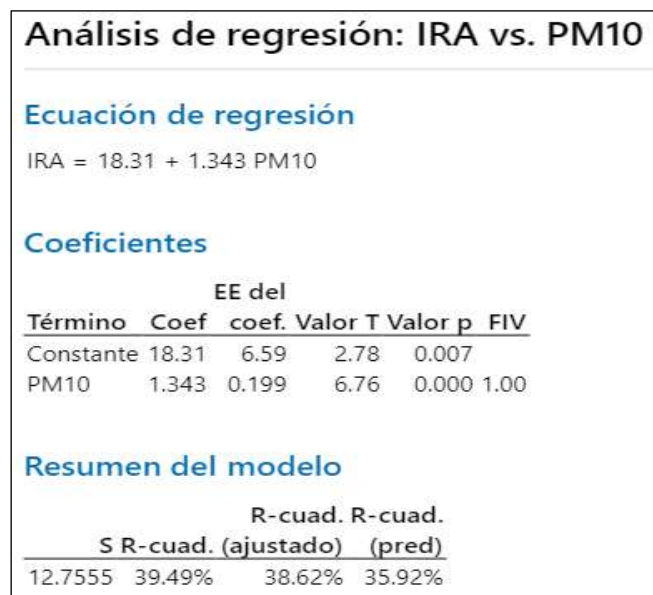 Análisis de regresión: IRA vs. PM10
Ecuación de regresión
IRA = 18.31 + 1.343 PM10
Coeficientes
EE del
Término Coef coef. Valor T Valor p FIV
Constante 18.31 6.59 2.78 0.007
PM10 1.343 0.199 6.76 0.000 1.00
Resumen del modelo
R-cuad. R-cuad.
S R-cuad. (ajustado) (pred)
12.7555 39.49% 38.62% 35.92%